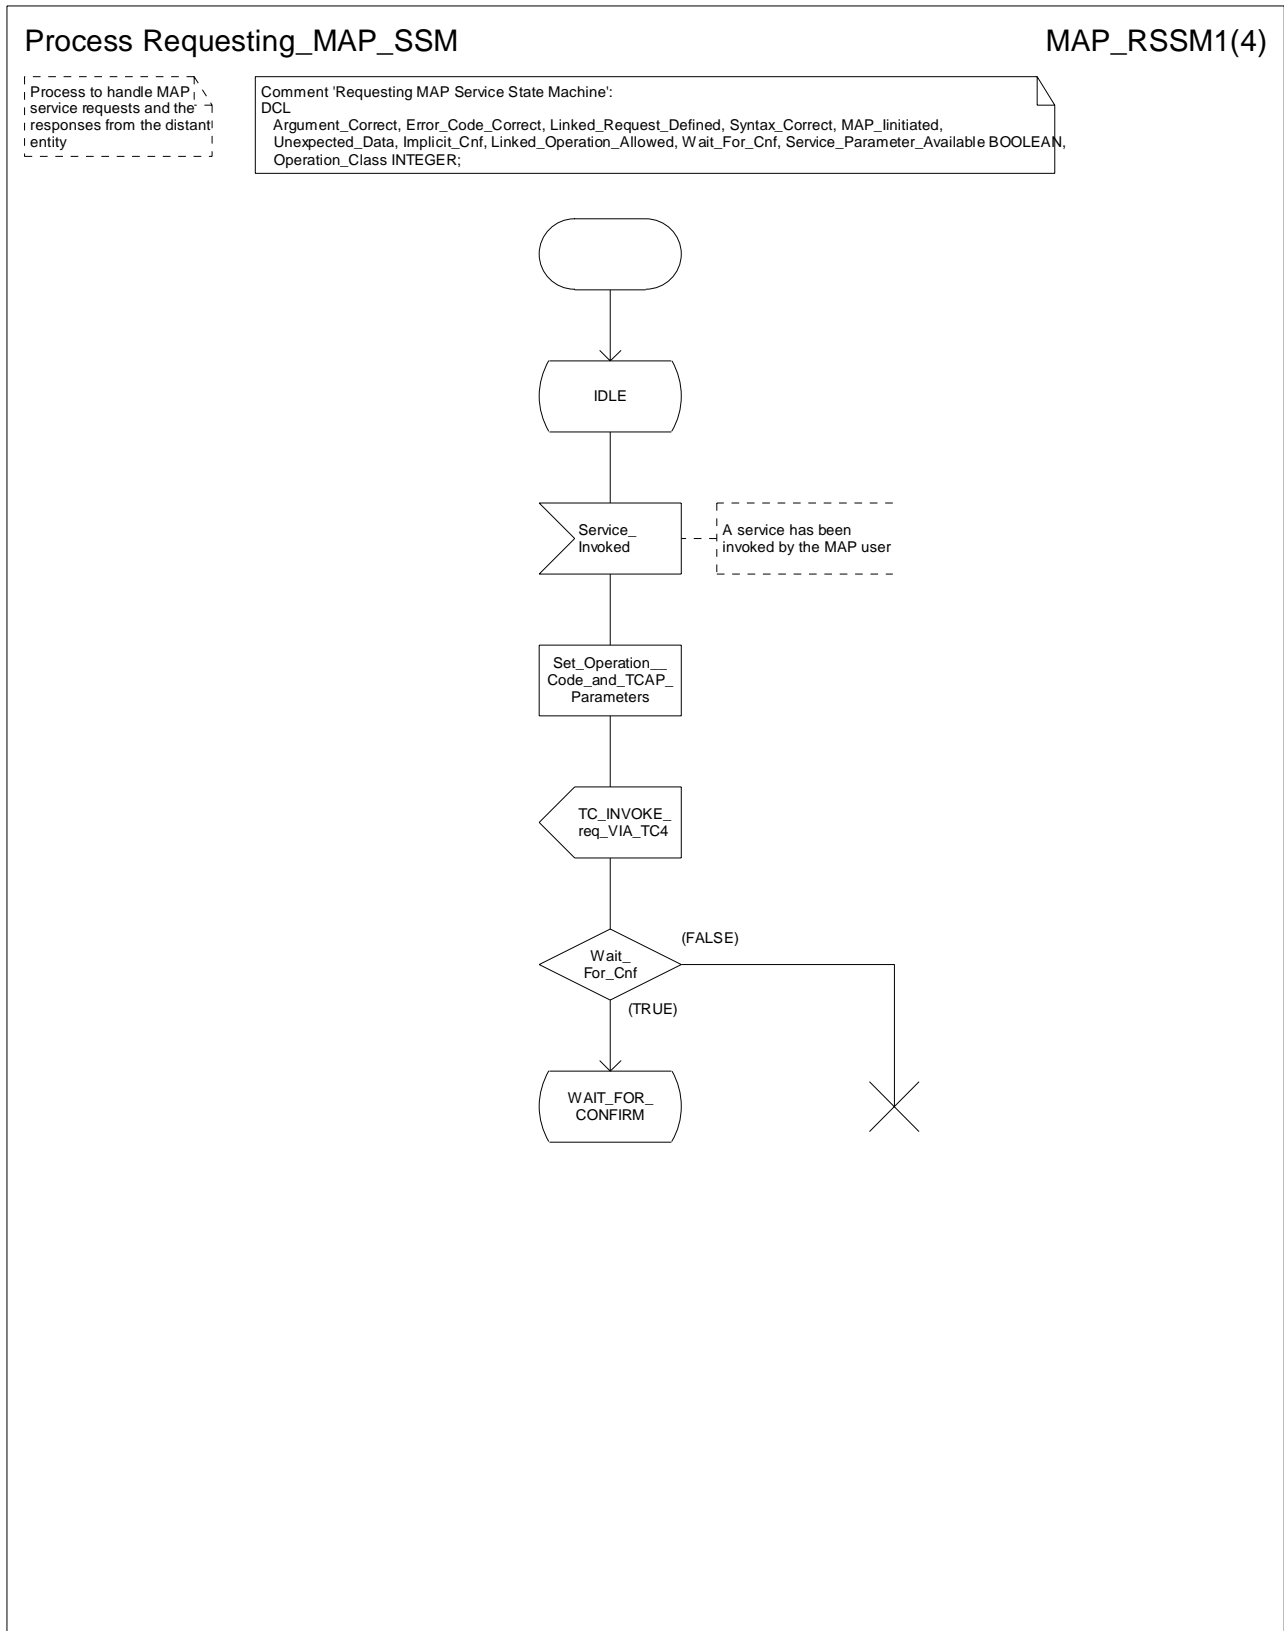 Process Requesting_MAP_SSM
MAP_RSSM1(4)
Process to handle MAP
service requests and the
responses from the distant
entity
Comment 'Requesting MAP Service State Machine':
DCL
Argument_Correct, Error_Code_Correct, Linked_Request_Defined, Syntax_Correct, MAP_Iinitiated,
Unexpected_Data, Implicit_Cnf, Linked_Operation_Allowed, Wait_For_Cnf, Service_Parameter_Available BOOLEAN,
Operation_Class INTEGER;
IDLE
Service_
Invoked
A service has been
invoked by the MAP user
Set_Operation__
Code_and_TCAP_
Parameters
TC_INVOKE_
req_VIA_TC4
(FALSE)
Wait_
For_Cnf
(TRUE)
WAIT_FOR_
CONFIRM